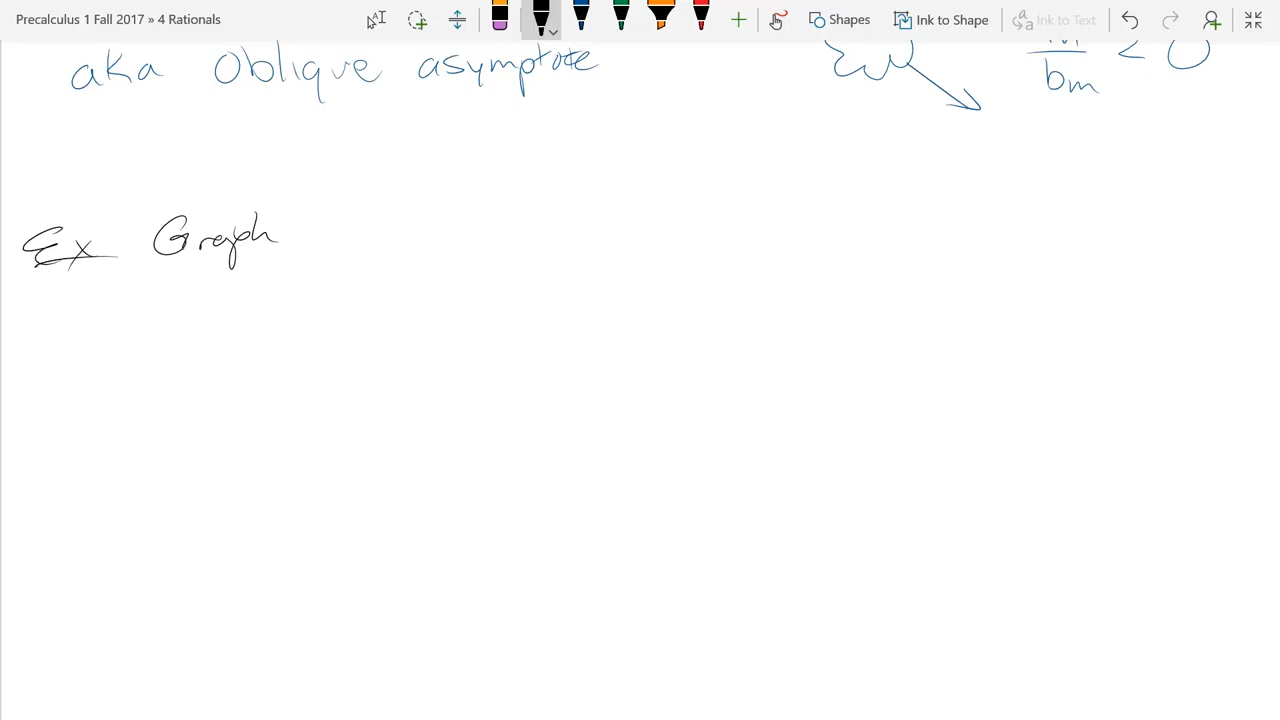 Precalculus 1 Fall 2017 » 4 Rationals
Shapes
Ink to Shape
Ink to Text
aka Oblique asymptote
bm < 0
Ex Graph